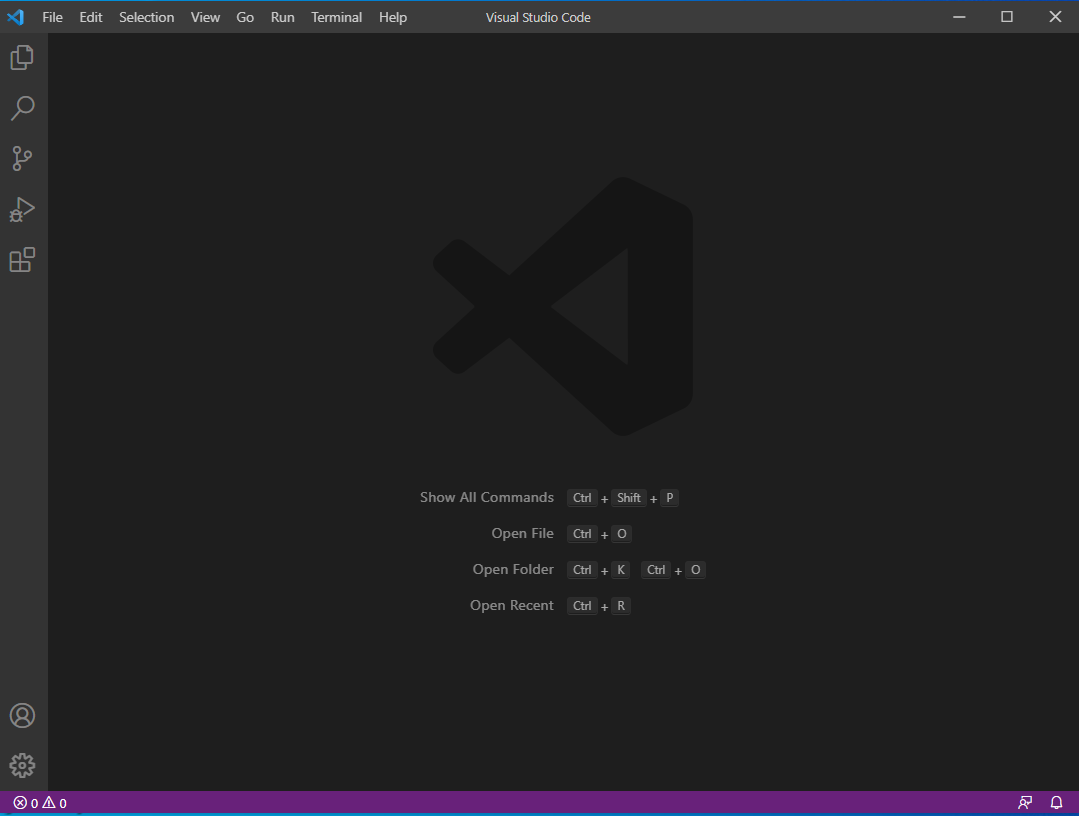 File Edit Selection View Go Run Terminal Help Visual Studio Code
Show All Commands Ctrl + Shift + P
Open File Ctrl + O
Open Folder Ctrl + K Ctrl + O
Open Recent Ctrl + R
0 0